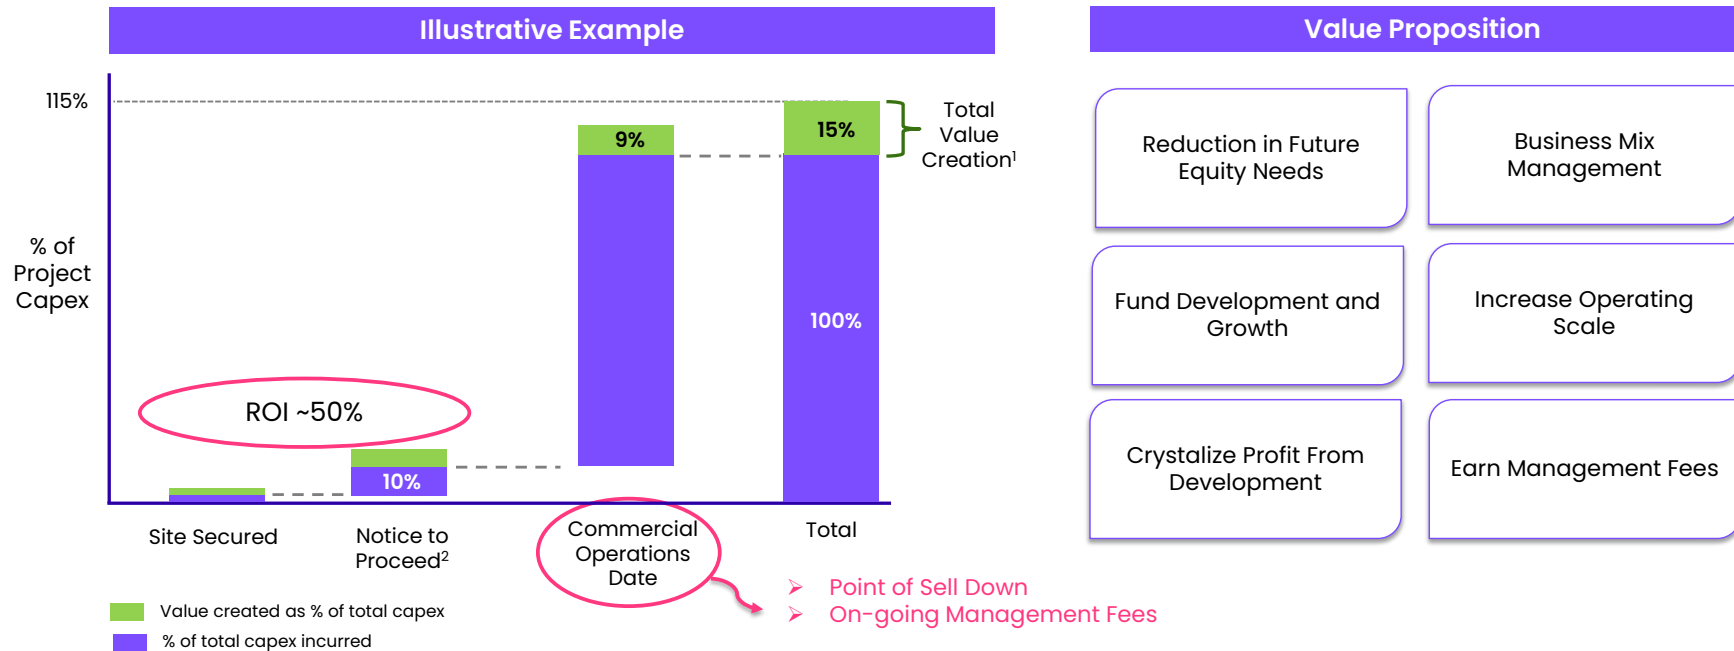 Illustrative Example
115%
% of
Project
Capex
9%
15%
Total
Value
Creation¹
100%
ROI ~50%
10%
Site Secured
Notice to
Proceed²
Commercial
Operations
Date
Total
➢ Point of Sell Down
➢ On-going Management Fees
Value created as % of total capex
% of total capex incurred
Value Proposition
Reduction in Future
Equity Needs
Business Mix
Management
Fund Development and
Growth
Increase Operating
Scale
Crystalize Profit From
Development
Earn Management Fees